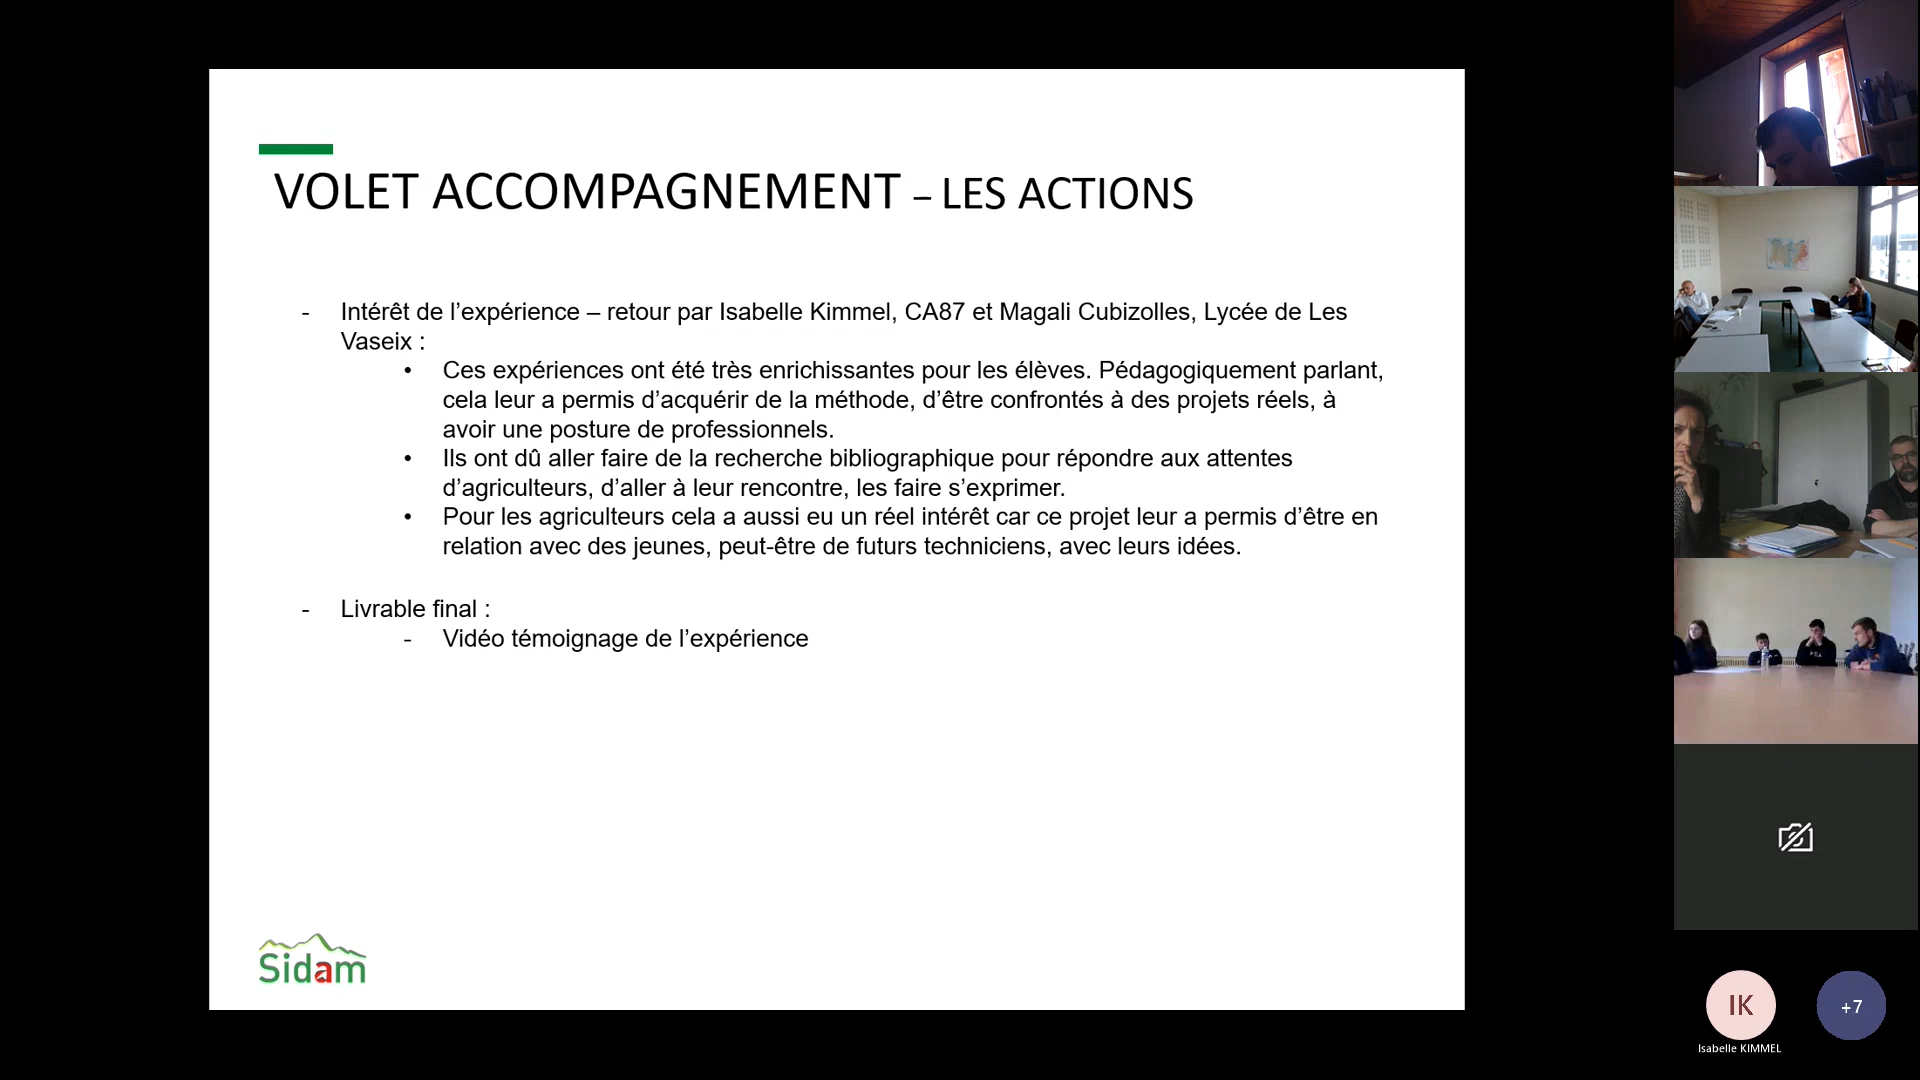 VOLET ACCOMPAGNEMENT – LES ACTIONS
- Intérêt de l’expérience – retour par Isabelle Kimmel, CA87 et Magali Cubizolles, Lycée de Les
Vaseix :
• Ces expériences ont été très enrichissantes pour les élèves. Pédagogiquement parlant,
cela leur a permis d’acquérir de la méthode, d’être confrontés à des projets réels, à
avoir une posture de professionnels.
• Ils ont dû aller faire de la recherche bibliographique pour répondre aux attentes
d’agriculteurs, d’aller à leur rencontre, les faire s’exprimer.
• Pour les agriculteurs cela a aussi eu un réel intérêt car ce projet leur a permis d’être en
relation avec des jeunes, peut-être de futurs techniciens, avec leurs idées.
- Livrable final :
- Vidéo témoignage de l’expérience
Sidam
IK
+7
Isabelle KIMMEL